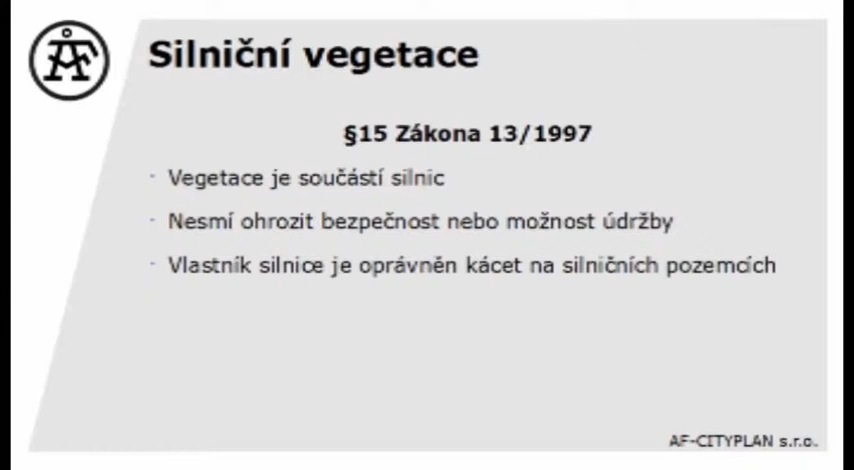 ÅF
Silniční vegetace
§15 Zákona 13/1997
· Vegetace je součástí silnic
· Nesmí ohrozit bezpečnost nebo možnost údržby
· Vlastník silnice je oprávněn kácet na silničních pozemcích
AF-CITYPLAN s.r.o.